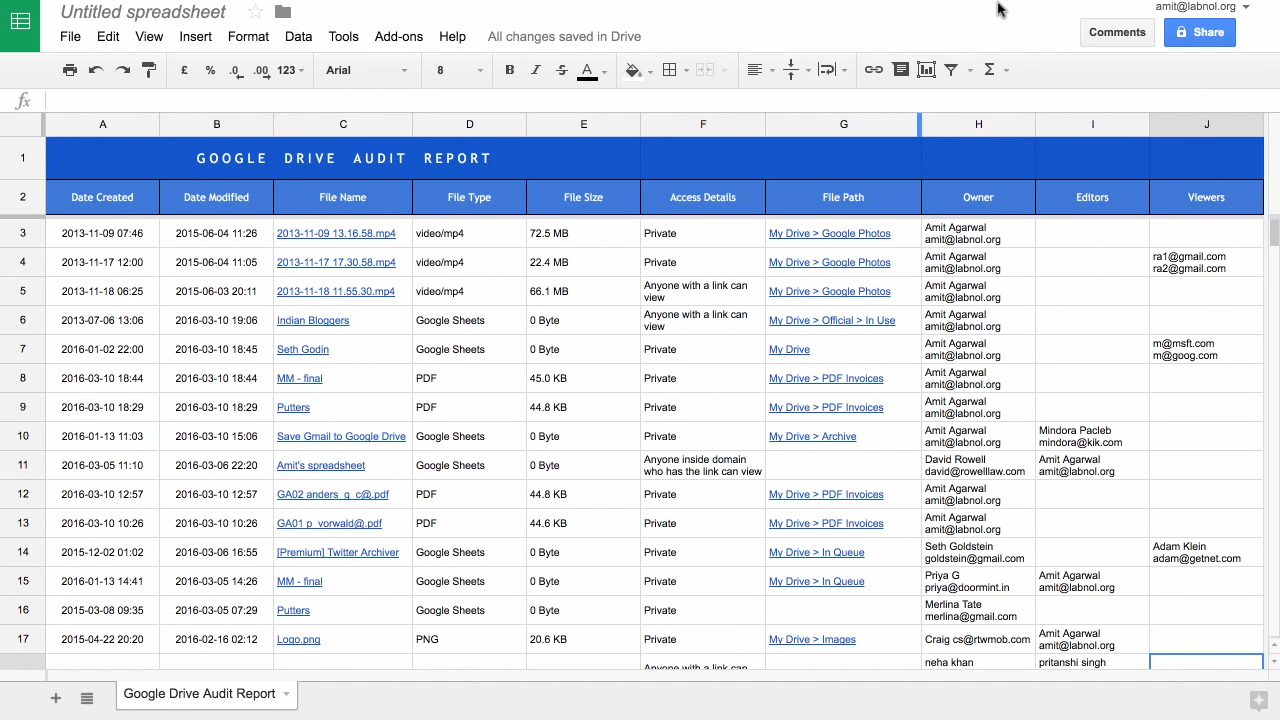 Untitled spreadsheet
amit@labnol.org
File Edit View Insert Format Data Tools Add-ons Help All changes saved in Drive
Comments Share
£ % .0 .00 123 Arial 8 B I S A Σ
fx
A B C D E F G H I J
1 GOOGLE DRIVE AUDIT REPORT
2 Date Created Date Modified File Name File Type File Size Access Details File Path Owner Editors Viewers
3 2013-11-09 07:46 2015-06-04 11:26 2013-11-09 13.16.58.mp4 video/mp4 72.5 MB Private My Drive > Google Photos Amit Agarwal
amit@labnol.org
4 2013-11-17 12:00 2015-06-04 11:05 2013-11-17 17.30.58.mp4 video/mp4 22.4 MB Private My Drive > Google Photos Amit Agarwal ra1@gmail.com
amit@labnol.org ra2@gmail.com
5 2013-11-18 06:25 2015-06-03 20:11 2013-11-18 11.55.30.mp4 video/mp4 66.1 MB Anyone with a link can My Drive > Google Photos Amit Agarwal
view amit@labnol.org
6 2013-07-06 13:06 2016-03-10 19:06 Indian Bloggers Google Sheets 0 Byte Anyone with a link can My Drive > Official > In Use Amit Agarwal
view amit@labnol.org
7 2016-01-02 22:00 2016-03-10 18:45 Seth Godin Google Sheets 0 Byte Private My Drive Amit Agarwal m@msft.com
amit@labnol.org m@goog.com
8 2016-03-10 18:44 2016-03-10 18:44 MM - final PDF 45.0 KB Private My Drive > PDF Invoices Amit Agarwal
amit@labnol.org
9 2016-03-10 18:29 2016-03-10 18:29 Putters PDF 44.8 KB Private My Drive > PDF Invoices Amit Agarwal
amit@labnol.org
10 2016-01-13 11:03 2016-03-10 15:06 Save Gmail to Google Drive Google Sheets 0 Byte Private My Drive > Archive Amit Agarwal Mindora Pacleb
amit@labnol.org mindora@kik.com
11 2016-03-05 11:10 2016-03-06 22:20 Amit's spreadsheet Google Sheets 0 Byte Anyone inside domain David Rowell Amit Agarwal
who has the link can view david@rowelllaw.com amit@labnol.org
12 2016-03-10 12:57 2016-03-10 12:57 GA02 anders_g_c@.pdf PDF 44.8 KB Private My Drive > PDF Invoices Amit Agarwal
amit@labnol.org
13 2016-03-10 10:26 2016-03-10 10:26 GA01 p_vorwald@.pdf PDF 44.6 KB Private My Drive > PDF Invoices Amit Agarwal
amit@labnol.org
14 2015-12-02 01:02 2016-03-06 16:55 [Premium] Twitter Archiver Google Sheets 0 Byte Private My Drive > In Queue Seth Goldstein Adam Klein
goldstein@gmail.com adam@getnet.com
15 2016-01-13 14:41 2016-03-05 14:26 MM - final Google Sheets 0 Byte Private My Drive > In Queue Priya G Amit Agarwal
priya@doormint.in amit@labnol.org
16 2015-03-08 09:35 2016-03-05 07:29 Putters Google Sheets 0 Byte Private Merlina Tate
merlina@gmail.com
17 2015-04-22 20:20 2016-02-16 02:12 Logo.png PNG 20.6 KB Private My Drive > Images Craig cs@rtwmob.com Amit Agarwal
amit@labnol.org
Anyone with a link can neha khan pritanshi singh
Google Drive Audit Report